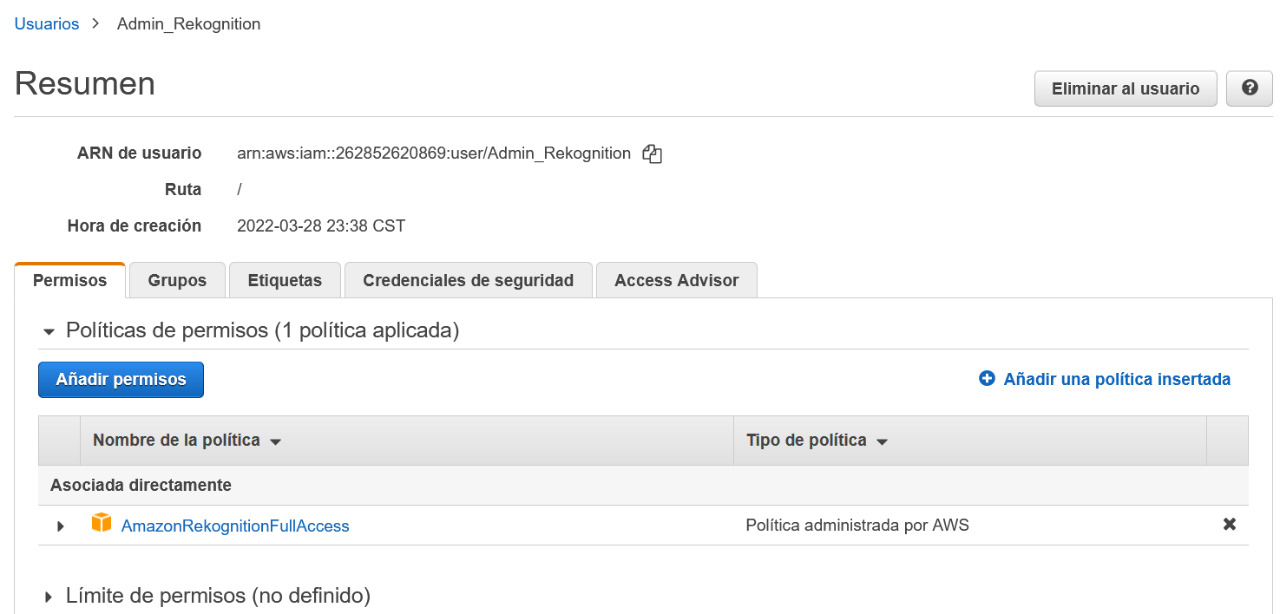 Usuarios > Admin_Rekognition
Resumen
Eliminar al usuario
ARN de usuario arn:aws:iam::262852620869:user/Admin_Rekognition
Ruta /
Hora de creación 2022-03-28 23:38 CST
Permisos Grupos Etiquetas Credenciales de seguridad Access Advisor
Políticas de permisos (1 política aplicada)
Añadir permisos Añadir una política insertada
Nombre de la política Tipo de política
Asociada directamente
AmazonRekognitionFullAccess Política administrada por AWS
Límite de permisos (no definido)